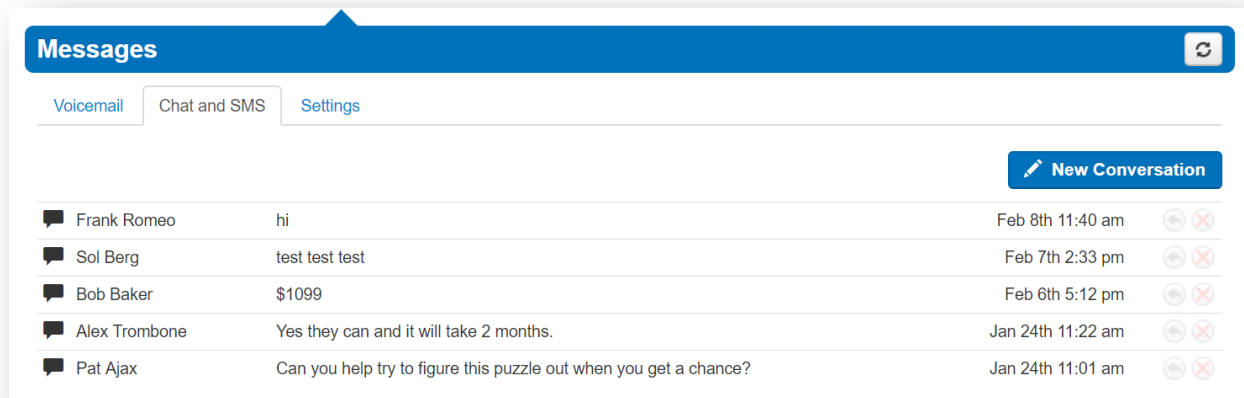 Messages
Voicemail Chat and SMS Settings
New Conversation
Frank Romeo hi Feb 8th 11:40 am
Sol Berg test test test Feb 7th 2:33 pm
Bob Baker $1099 Feb 6th 5:12 pm
Alex Trombone Yes they can and it will take 2 months. Jan 24th 11:22 am
Pat Ajax Can you help try to figure this puzzle out when you get a chance? Jan 24th 11:01 am